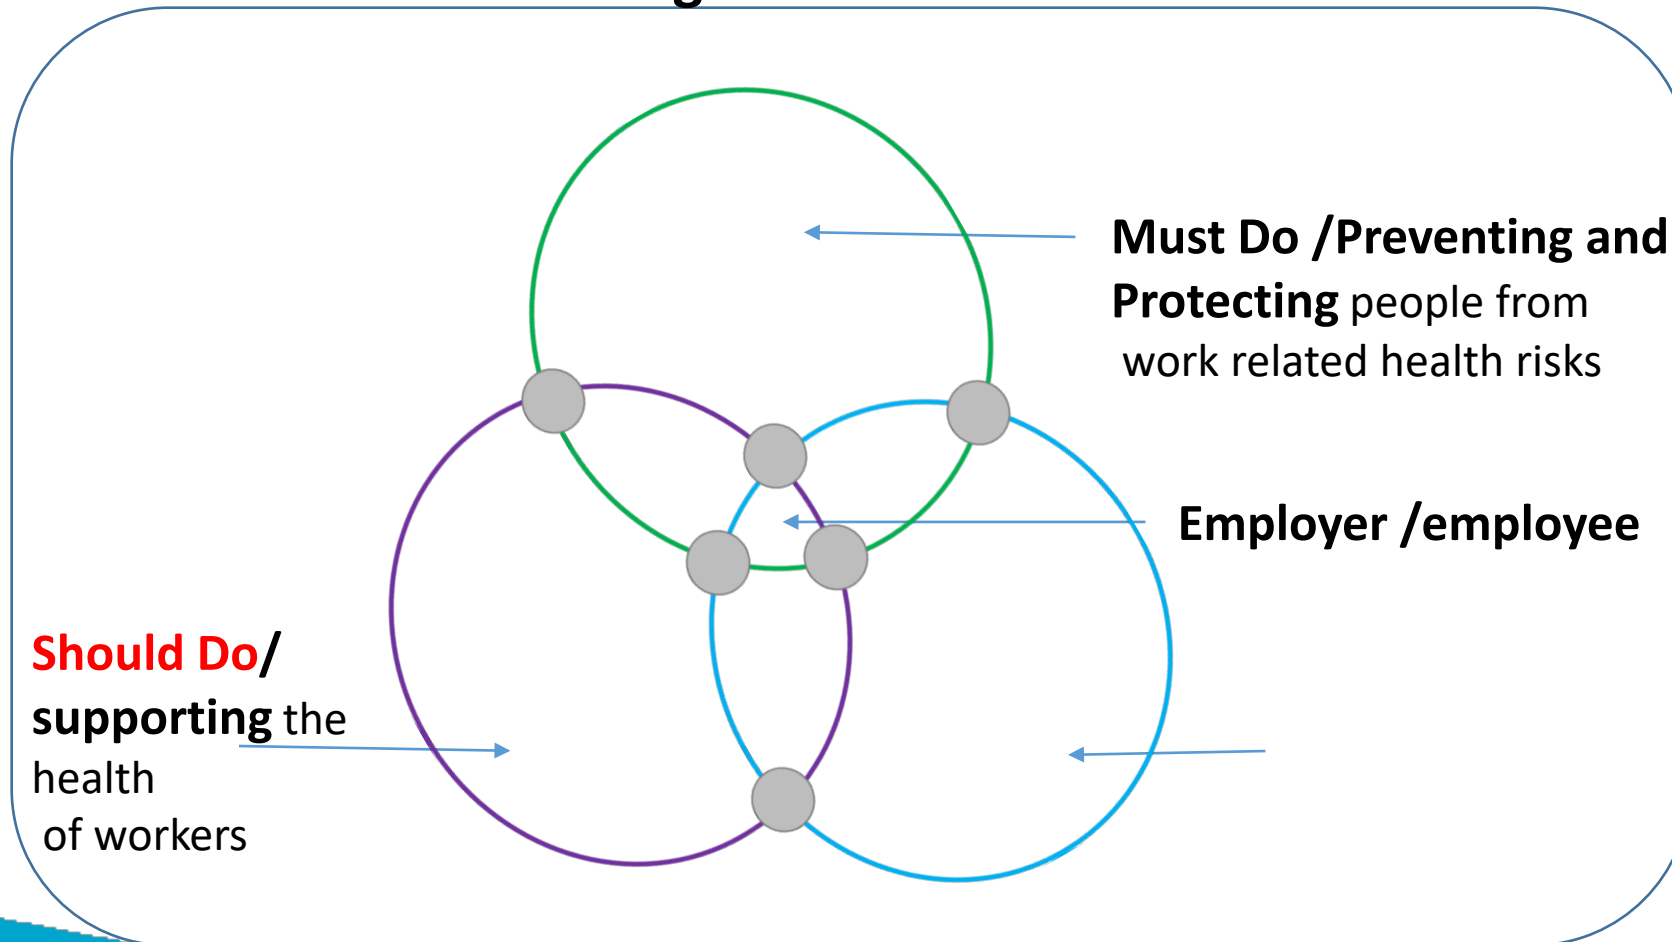 Must Do /Preventing and
Protecting people from
work related health risks
Employer /employee
Should Do/
supporting the
health
of workers